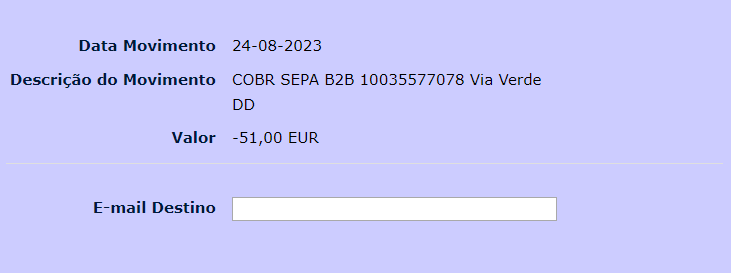 Data Movimento 24-08-2023
Descrição do Movimento COBR SEPA B2B 10035577078 Via Verde
DD
Valor -51,00 EUR
E-mail Destino